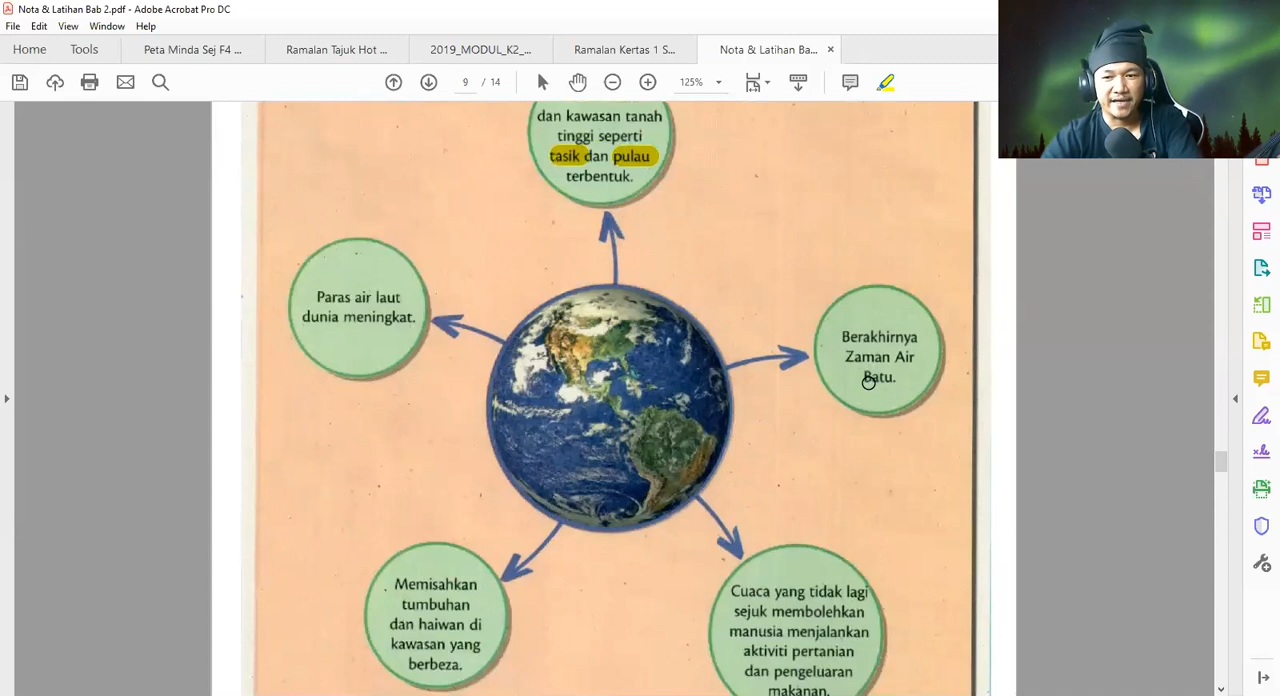 Nota & Latihan Bab 2.pdf - Adobe Acrobat Pro DC
File Edit View Window Help
Home Tools Peta Minda Sej F4 ... Ramalan Tajuk Hot ... 2019_MODUL_K2_... Ramalan Kertas 1 S... Nota & Latihan Ba... ×
9 / 14 125%
dan kawasan tanah
tinggi seperti
tasik dan pulau
terbentuk.
Paras air laut
dunia meningkat.
Berakhirnya
Zaman Air
Batu.
Memisahkan
tumbuhan
dan haiwan di
kawasan yang
berbeza.
Cuaca yang tidak lagi
sejuk membolehkan
manusia menjalankan
aktiviti pertanian
dan pengeluaran
makanan.